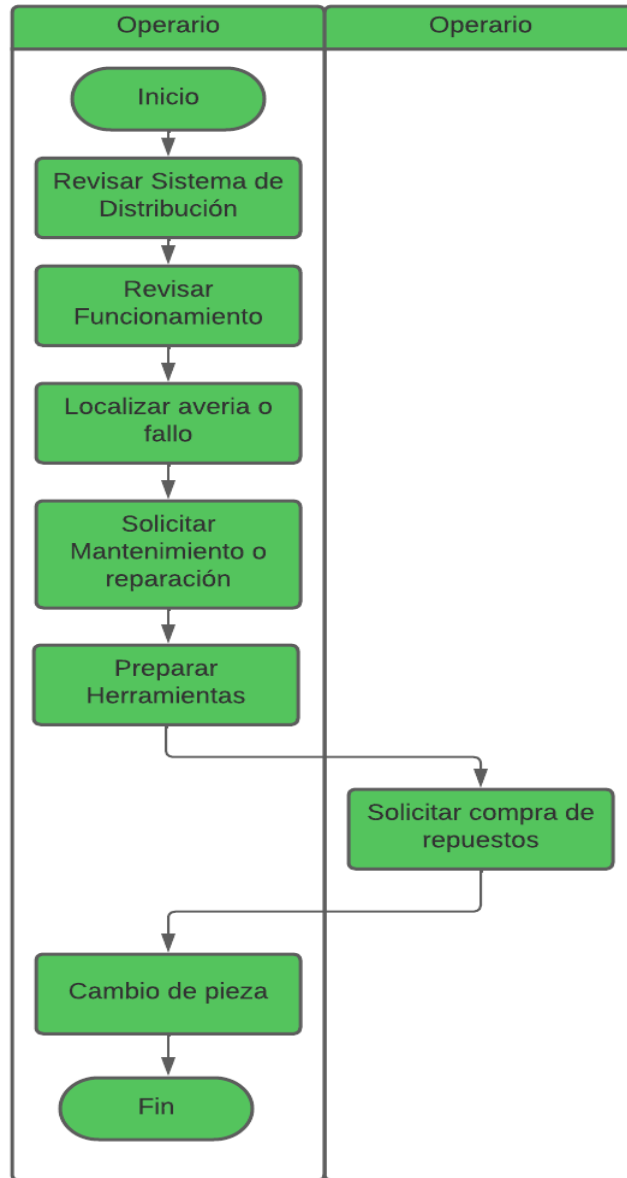 Operario
Operario
Inicio
Revisar Sistema de
Distribución
Revisar
Funcionamiento
Localizar averia o
fallo
Solicitar
Mantenimiento o
reparación
Preparar
Herramientas
Solicitar compra de
repuestos
Cambio de pieza
Fin